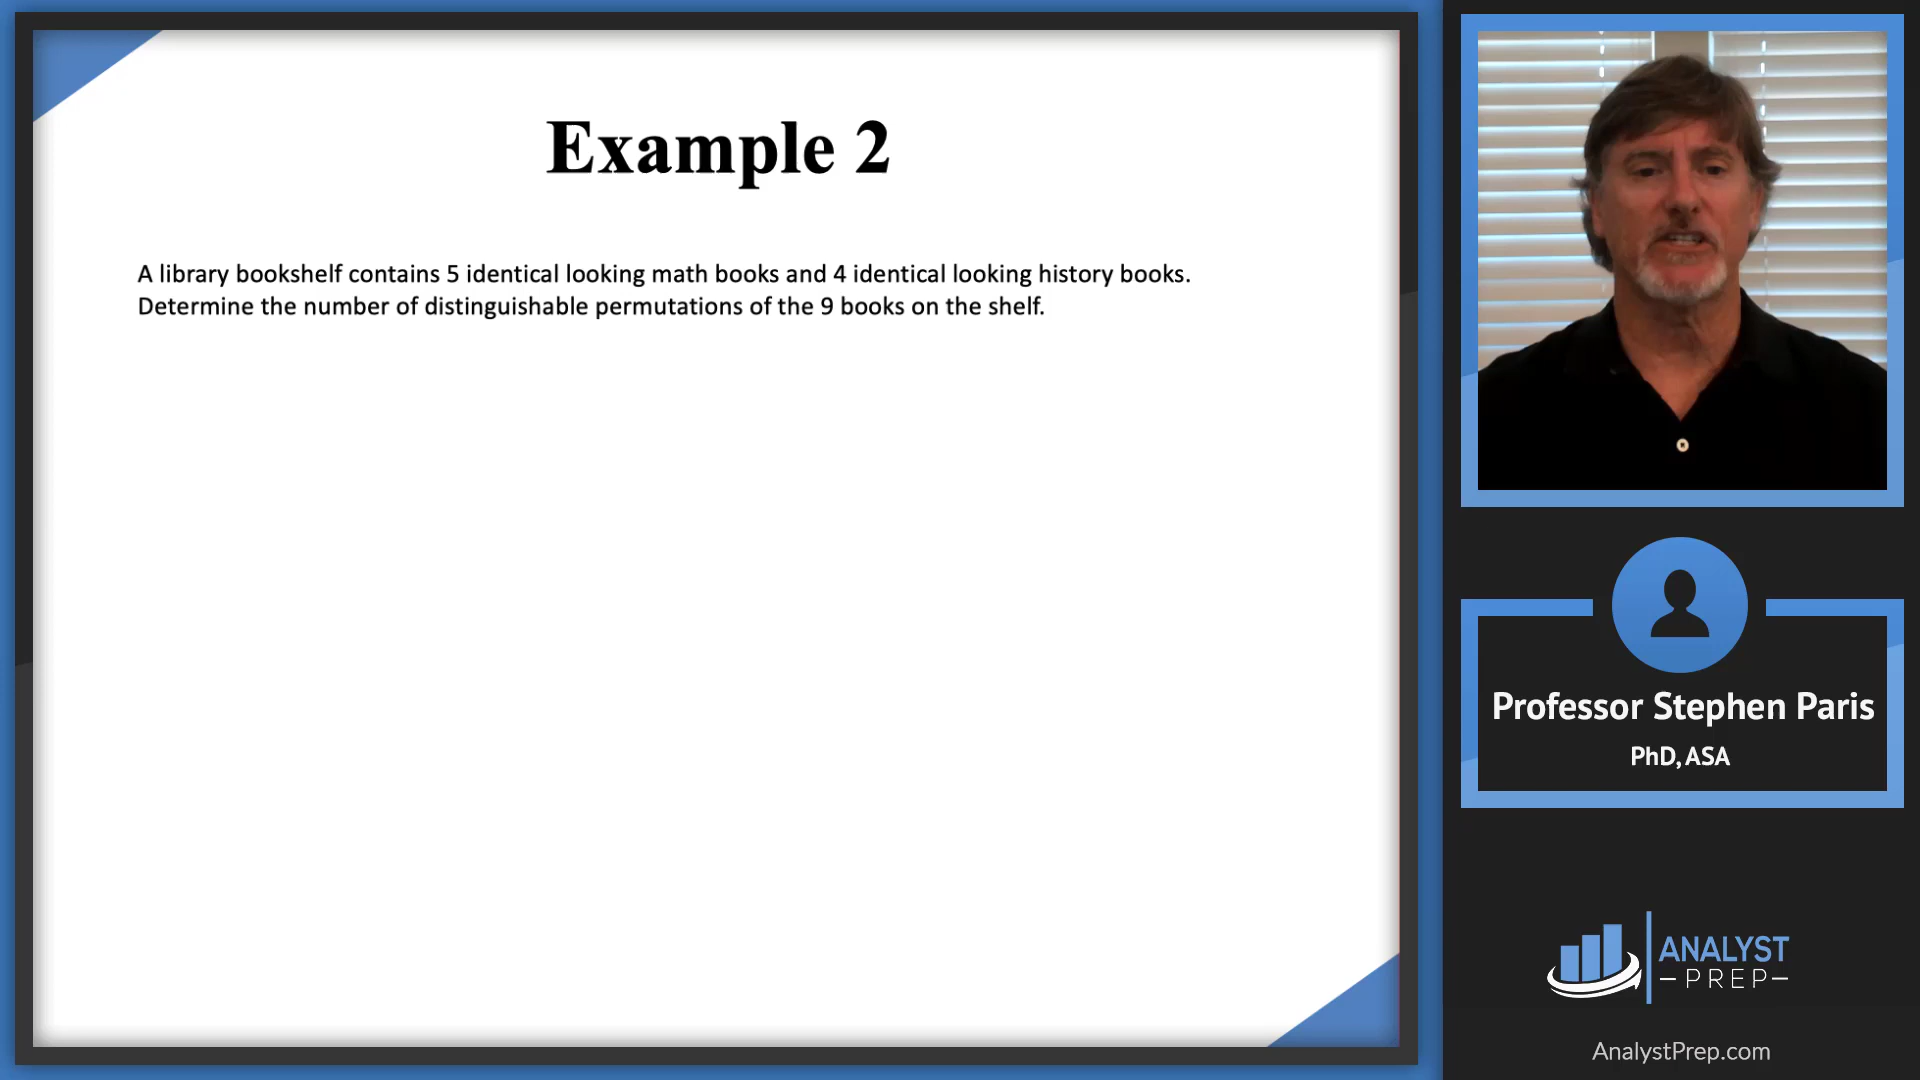 Example 2
A library bookshelf contains 5 identical looking math books and 4 identical looking history books.
Determine the number of distinguishable permutations of the 9 books on the shelf.
Professor Stephen Paris
PhD, ASA
ANALYST
PREP
AnalystPrep.com